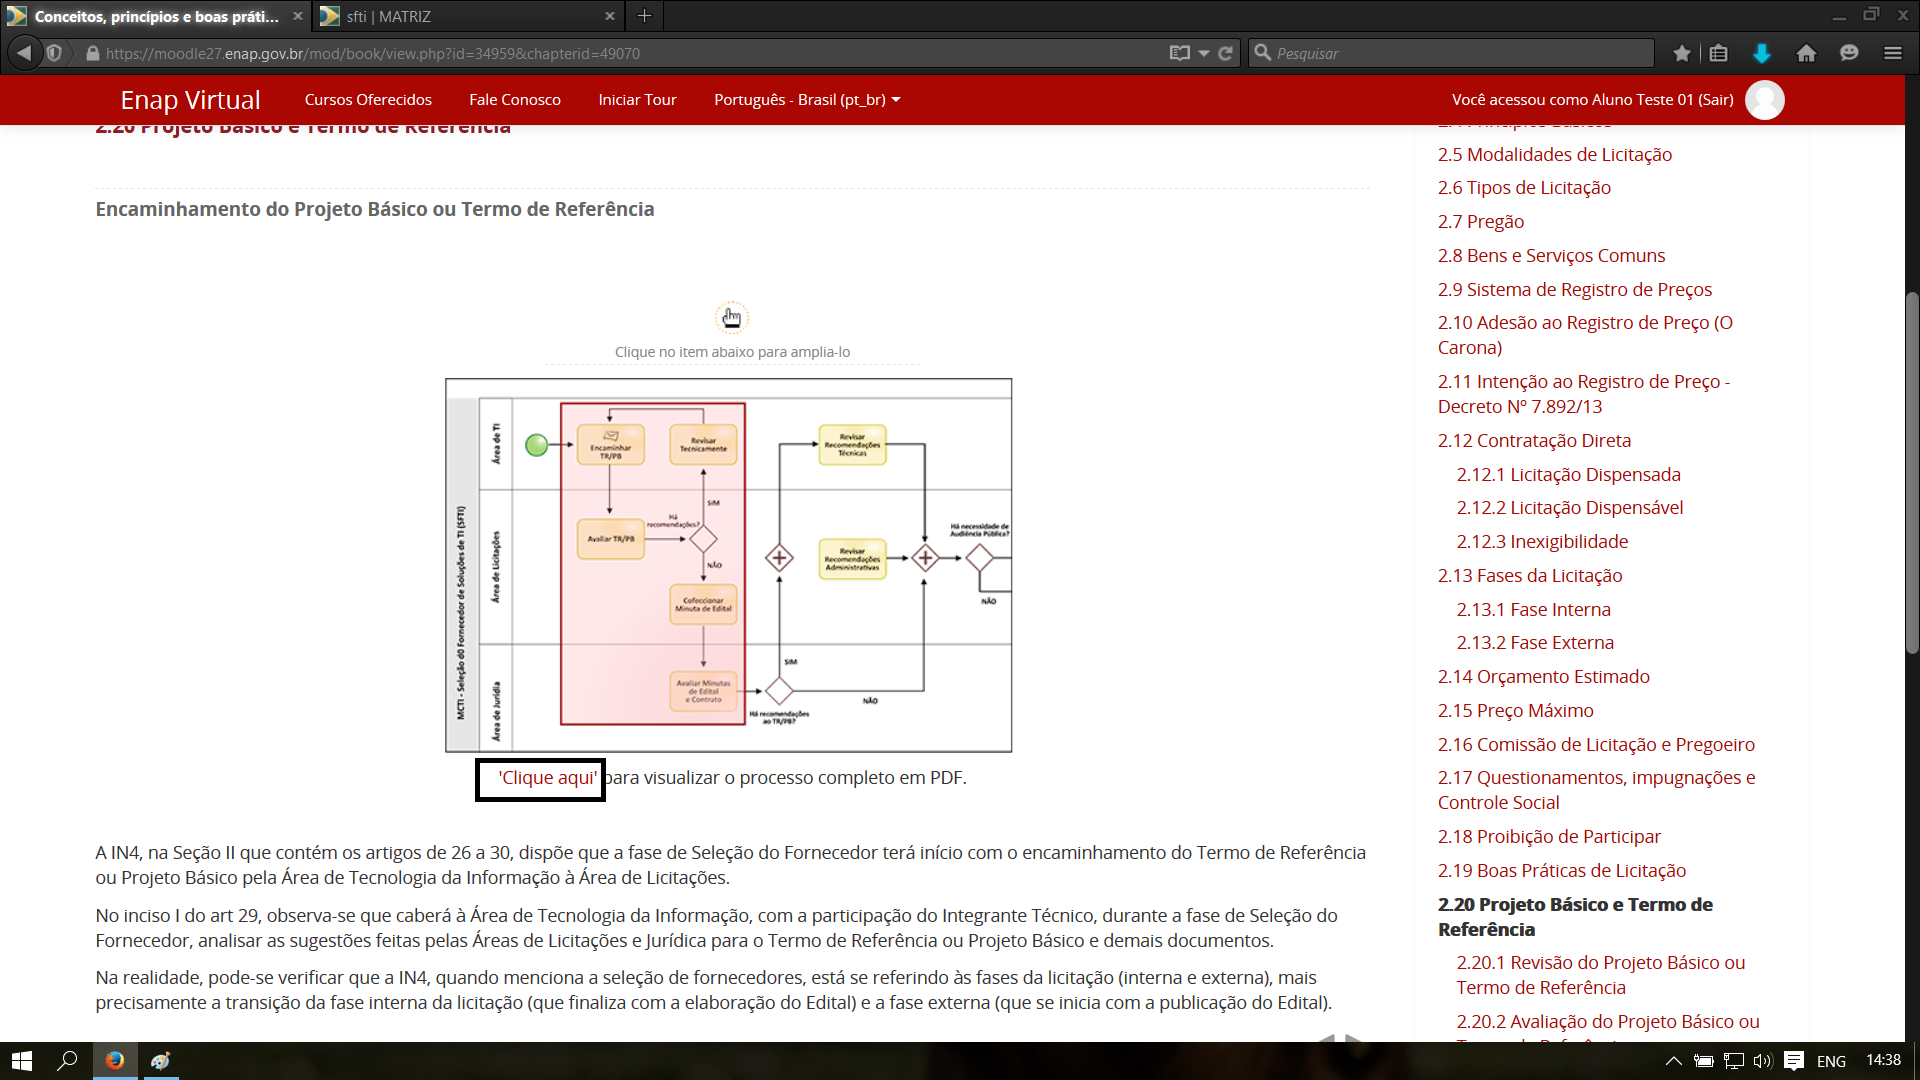 Conceitos, princípios e boas práti...
sfti | MATRIZ
https://moodle27.enap.gov.br/mod/book/view.php?id=34959&chapterid=49070
Pesquisar
Enap Virtual
Cursos Oferecidos
Fale Conosco
Iniciar Tour
Português - Brasil (pt_br)
Você acessou como Aluno Teste 01 (Sair)
2.20 Projeto Básico e Termo de Referência
Encaminhamento do Projeto Básico ou Termo de Referência
Clique no item abaixo para amplia-lo
MCTI - Seleção d0 Fornecedor de Soluções de TI (SFTI)
Área de TI
Encaminhar
TR/PB
Revisar
Tecnicamente
Revisar
Recomendações
Técnicas
Área de Licitações
SIM
Há
recomendações?
Avaliar TR/PB
NÃO
Cofeccionar
Minuta de Edital
Revisar
Recomendações
Administrativas
Há necessidade de
Audiência Pública?
NÃO
Área de Jurídia
SIM
Avaliar Minutas
de Edital
e Contrato
Há recomendações
ao TR/PB?
NÃO
'Clique aqui' para visualizar o processo completo em PDF.
A IN4, na Seção II que contém os artigos de 26 a 30, dispõe que a fase de Seleção do Fornecedor terá início com o encaminhamento do Termo de Referência
ou Projeto Básico pela Área de Tecnologia da Informação à Área de Licitações.
No inciso I do art 29, observa-se que caberá à Área de Tecnologia da Informação, com a participação do Integrante Técnico, durante a fase de Seleção do
Fornecedor, analisar as sugestões feitas pelas Áreas de Licitações e Jurídica para o Termo de Referência ou Projeto Básico e demais documentos.
Na realidade, pode-se verificar que a IN4, quando menciona a seleção de fornecedores, está se referindo às fases da licitação (interna e externa), mais
precisamente a transição da fase interna da licitação (que finaliza com a elaboração do Edital) e a fase externa (que se inicia com a publicação do Edital).
2.5 Modalidades de Licitação
2.6 Tipos de Licitação
2.7 Pregão
2.8 Bens e Serviços Comuns
2.9 Sistema de Registro de Preços
2.10 Adesão ao Registro de Preço (O
Carona)
2.11 Intenção ao Registro de Preço -
Decreto Nº 7.892/13
2.12 Contratação Direta
2.12.1 Licitação Dispensada
2.12.2 Licitação Dispensável
2.12.3 Inexigibilidade
2.13 Fases da Licitação
2.13.1 Fase Interna
2.13.2 Fase Externa
2.14 Orçamento Estimado
2.15 Preço Máximo
2.16 Comissão de Licitação e Pregoeiro
2.17 Questionamentos, impugnações e
Controle Social
2.18 Proibição de Participar
2.19 Boas Práticas de Licitação
2.20 Projeto Básico e Termo de
Referência
2.20.1 Revisão do Projeto Básico ou
Termo de Referência
2.20.2 Avaliação do Projeto Básico ou
ENG
14:38